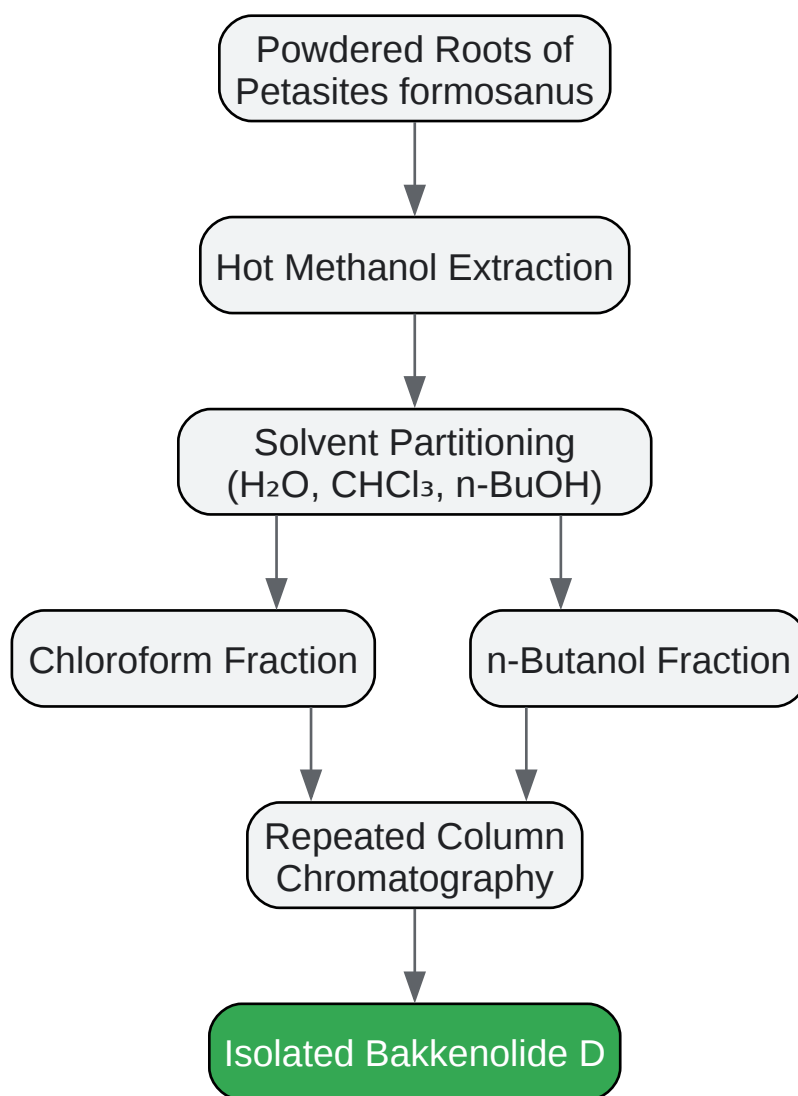 Powdered Roots of
Petasites formosanus
Hot Methanol Extraction
Solvent Partitioning
(H₂O, CHCl₃, n-BuOH)
Chloroform Fraction
n-Butanol Fraction
Repeated Column
Chromatography
Isolated Bakkenolide D